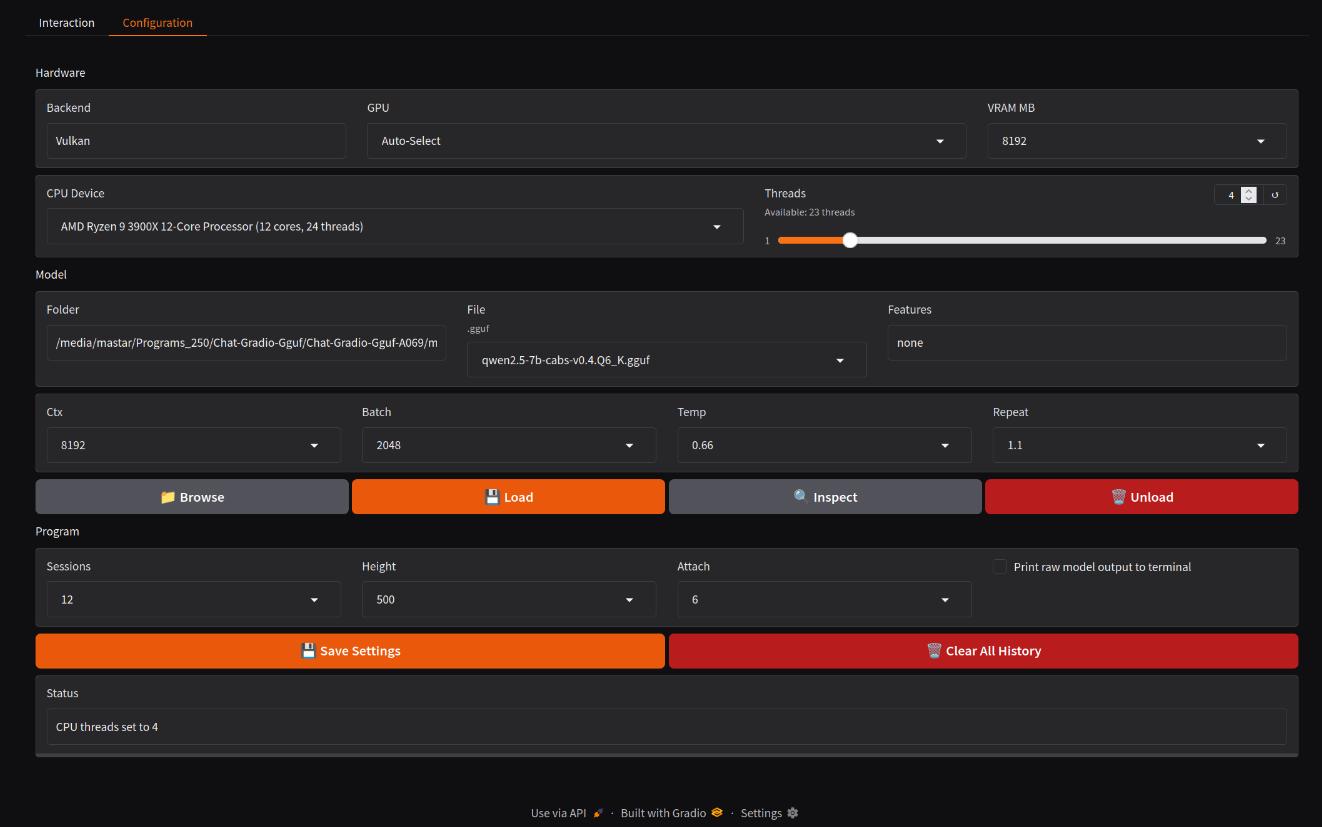 Interaction Configuration
Hardware
Backend GPU VRAM MB
Vulkan Auto-Select 8192
CPU Device Threads 4 ↺
Available: 23 threads
AMD Ryzen 9 3900X 12-Core Processor (12 cores, 24 threads)
1 23
Model
Folder File Features
.gguf
/media/mastar/Programs_250/Chat-Gradio-Gguf/Chat-Gradio-Gguf-A069/m none
qwen2.5-7b-cabs-v0.4.Q6_K.gguf
Ctx Batch Temp Repeat
8192 2048 0.66 1.1
📁 Browse 💾 Load 🔍 Inspect 🗑️ Unload
Program
Sessions Height Attach Print raw model output to terminal
12 500 6
💾 Save Settings 🗑️ Clear All History
Status
CPU threads set to 4
Use via API 🚀 · Built with Gradio · Settings ⚙️